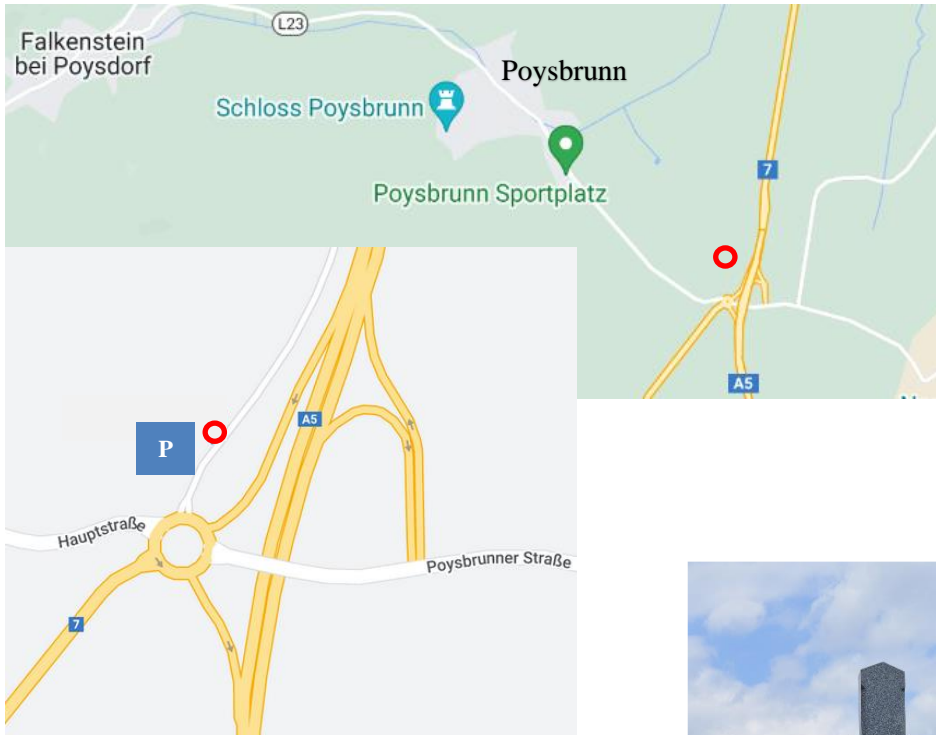 L23
Falkenstein
bei Poysdorf
Poysbrunn
Schloss Poysbrunn
Poysbrunn Sportplatz
7
A5
A5
P
Hauptstraße
Poysbrunner Straße
7